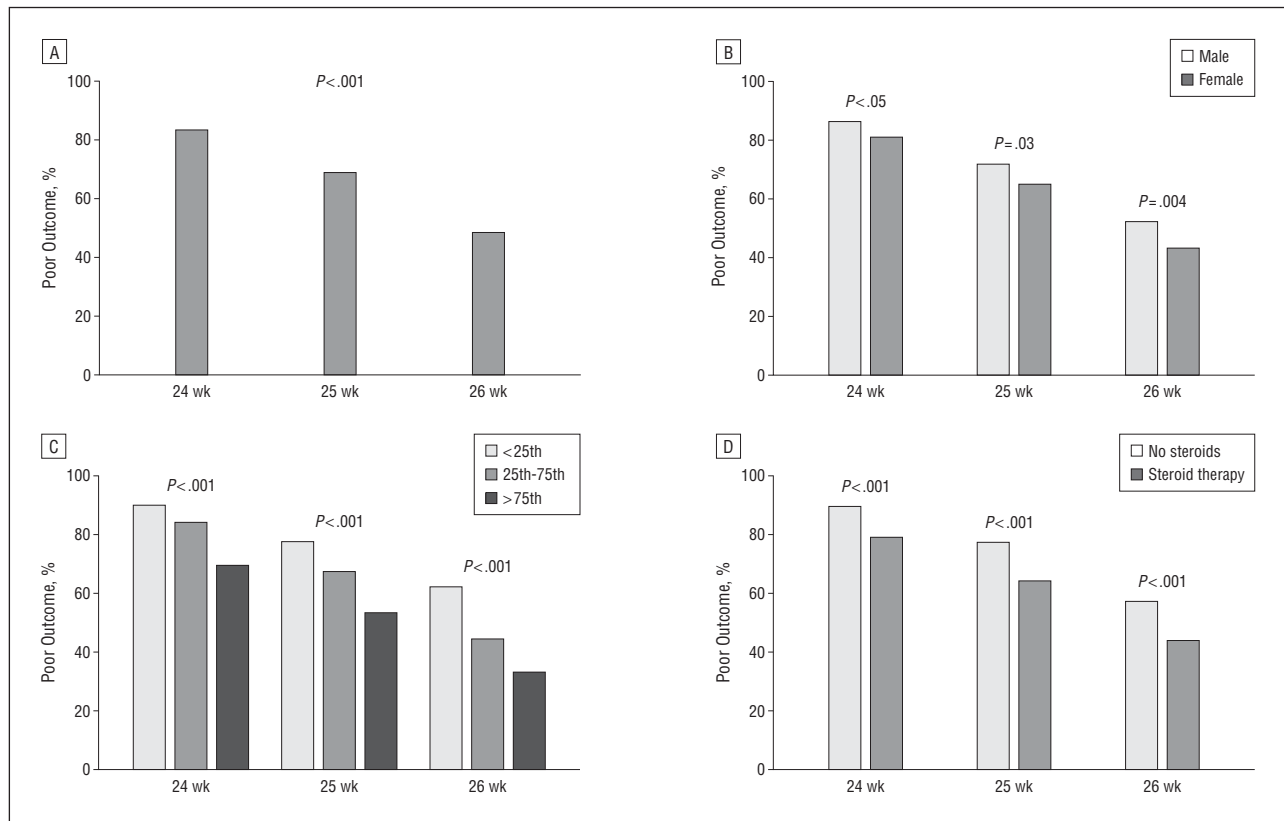 A
P<.001
100
80
60
40
20
0
Poor Outcome, %
24 wk
25 wk
26 wk
B
Male
Female
100
80
60
40
20
0
Poor Outcome, %
P<.05
P=.03
P=.004
24 wk
25 wk
26 wk
C
<25th
25th-75th
>75th
100
80
60
40
20
0
Poor Outcome, %
P<.001
P<.001
P<.001
24 wk
25 wk
26 wk
D
No steroids
Steroid therapy
100
80
60
40
20
0
Poor Outcome, %
P<.001
P<.001
P<.001
24 wk
25 wk
26 wk